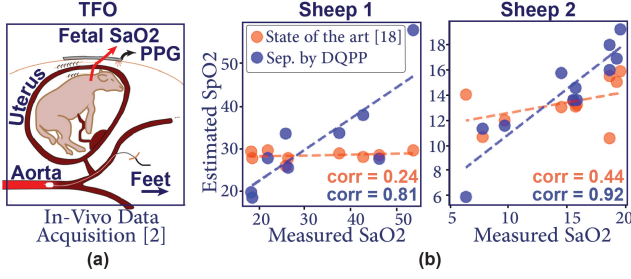 TFO
Fetal SaO2
PPG
Uterus
Aorta
Feet
In-Vivo Data
Acquisition [2]
(a)
Sheep 1
State of the art [18]
Sep. by DQPP
Estimated SpO2
50
40
30
20
corr = 0.24
corr = 0.81
20 30 40 50
Measured SaO2
Sheep 2
18
16
14
12
10
8
6
corr = 0.44
corr = 0.92
5 10 15 20
Measured SaO2
(b)